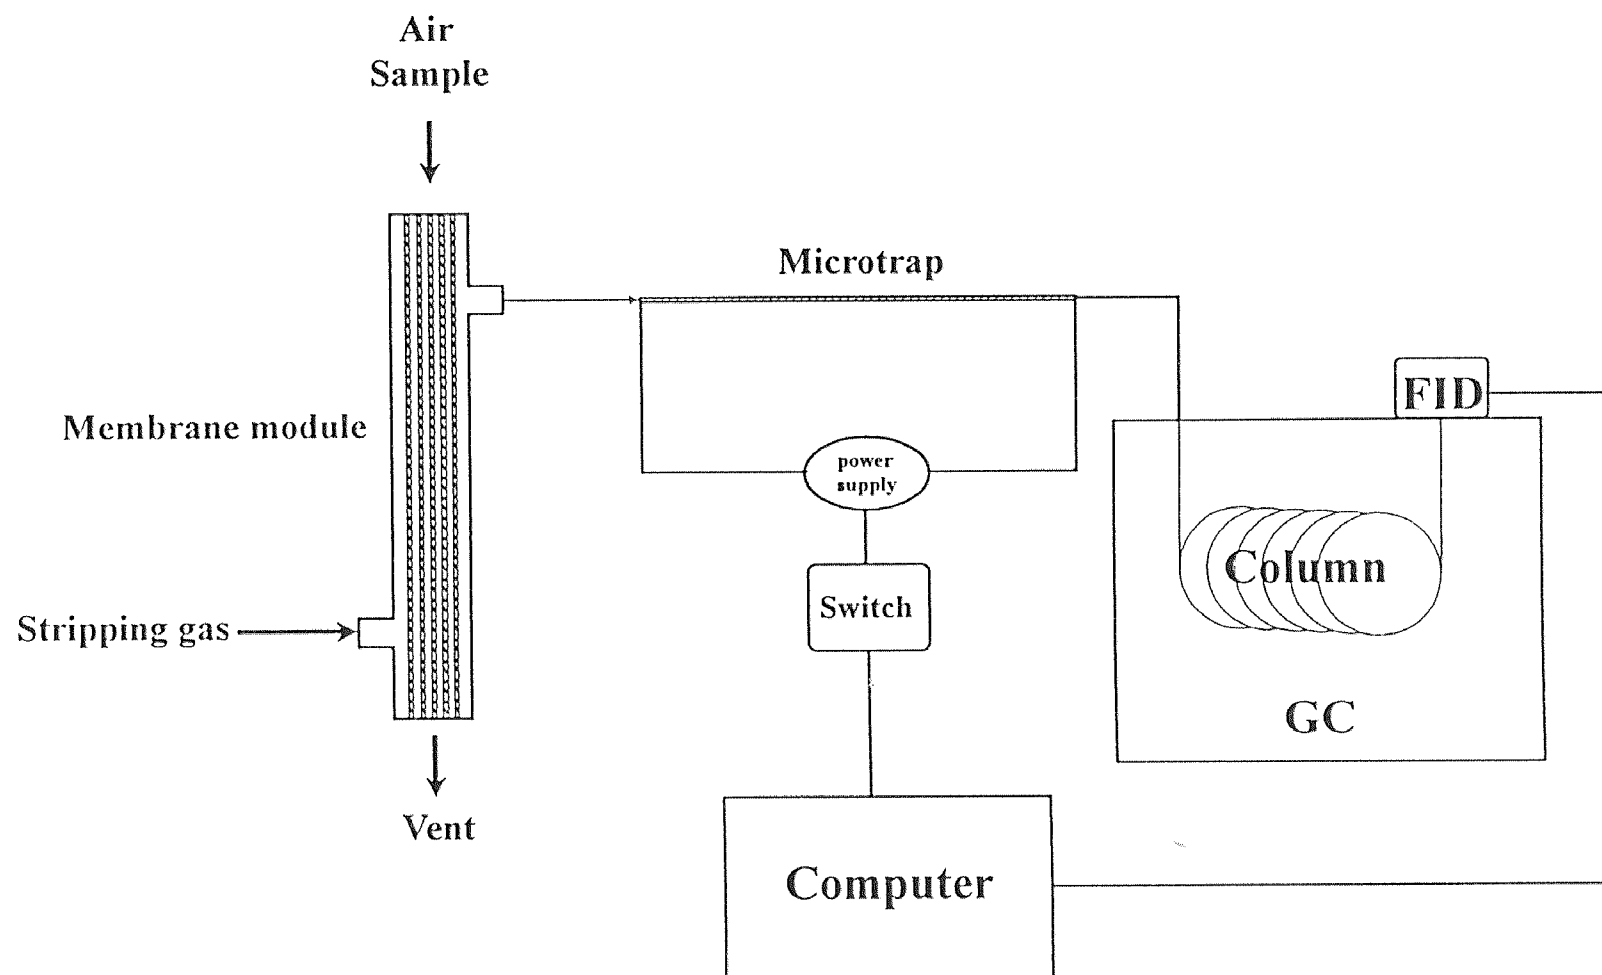 Air
Sample
Microtrap
FID
Membrane module
power
supply
Column
Switch
Stripping gas
GC
Vent
Computer